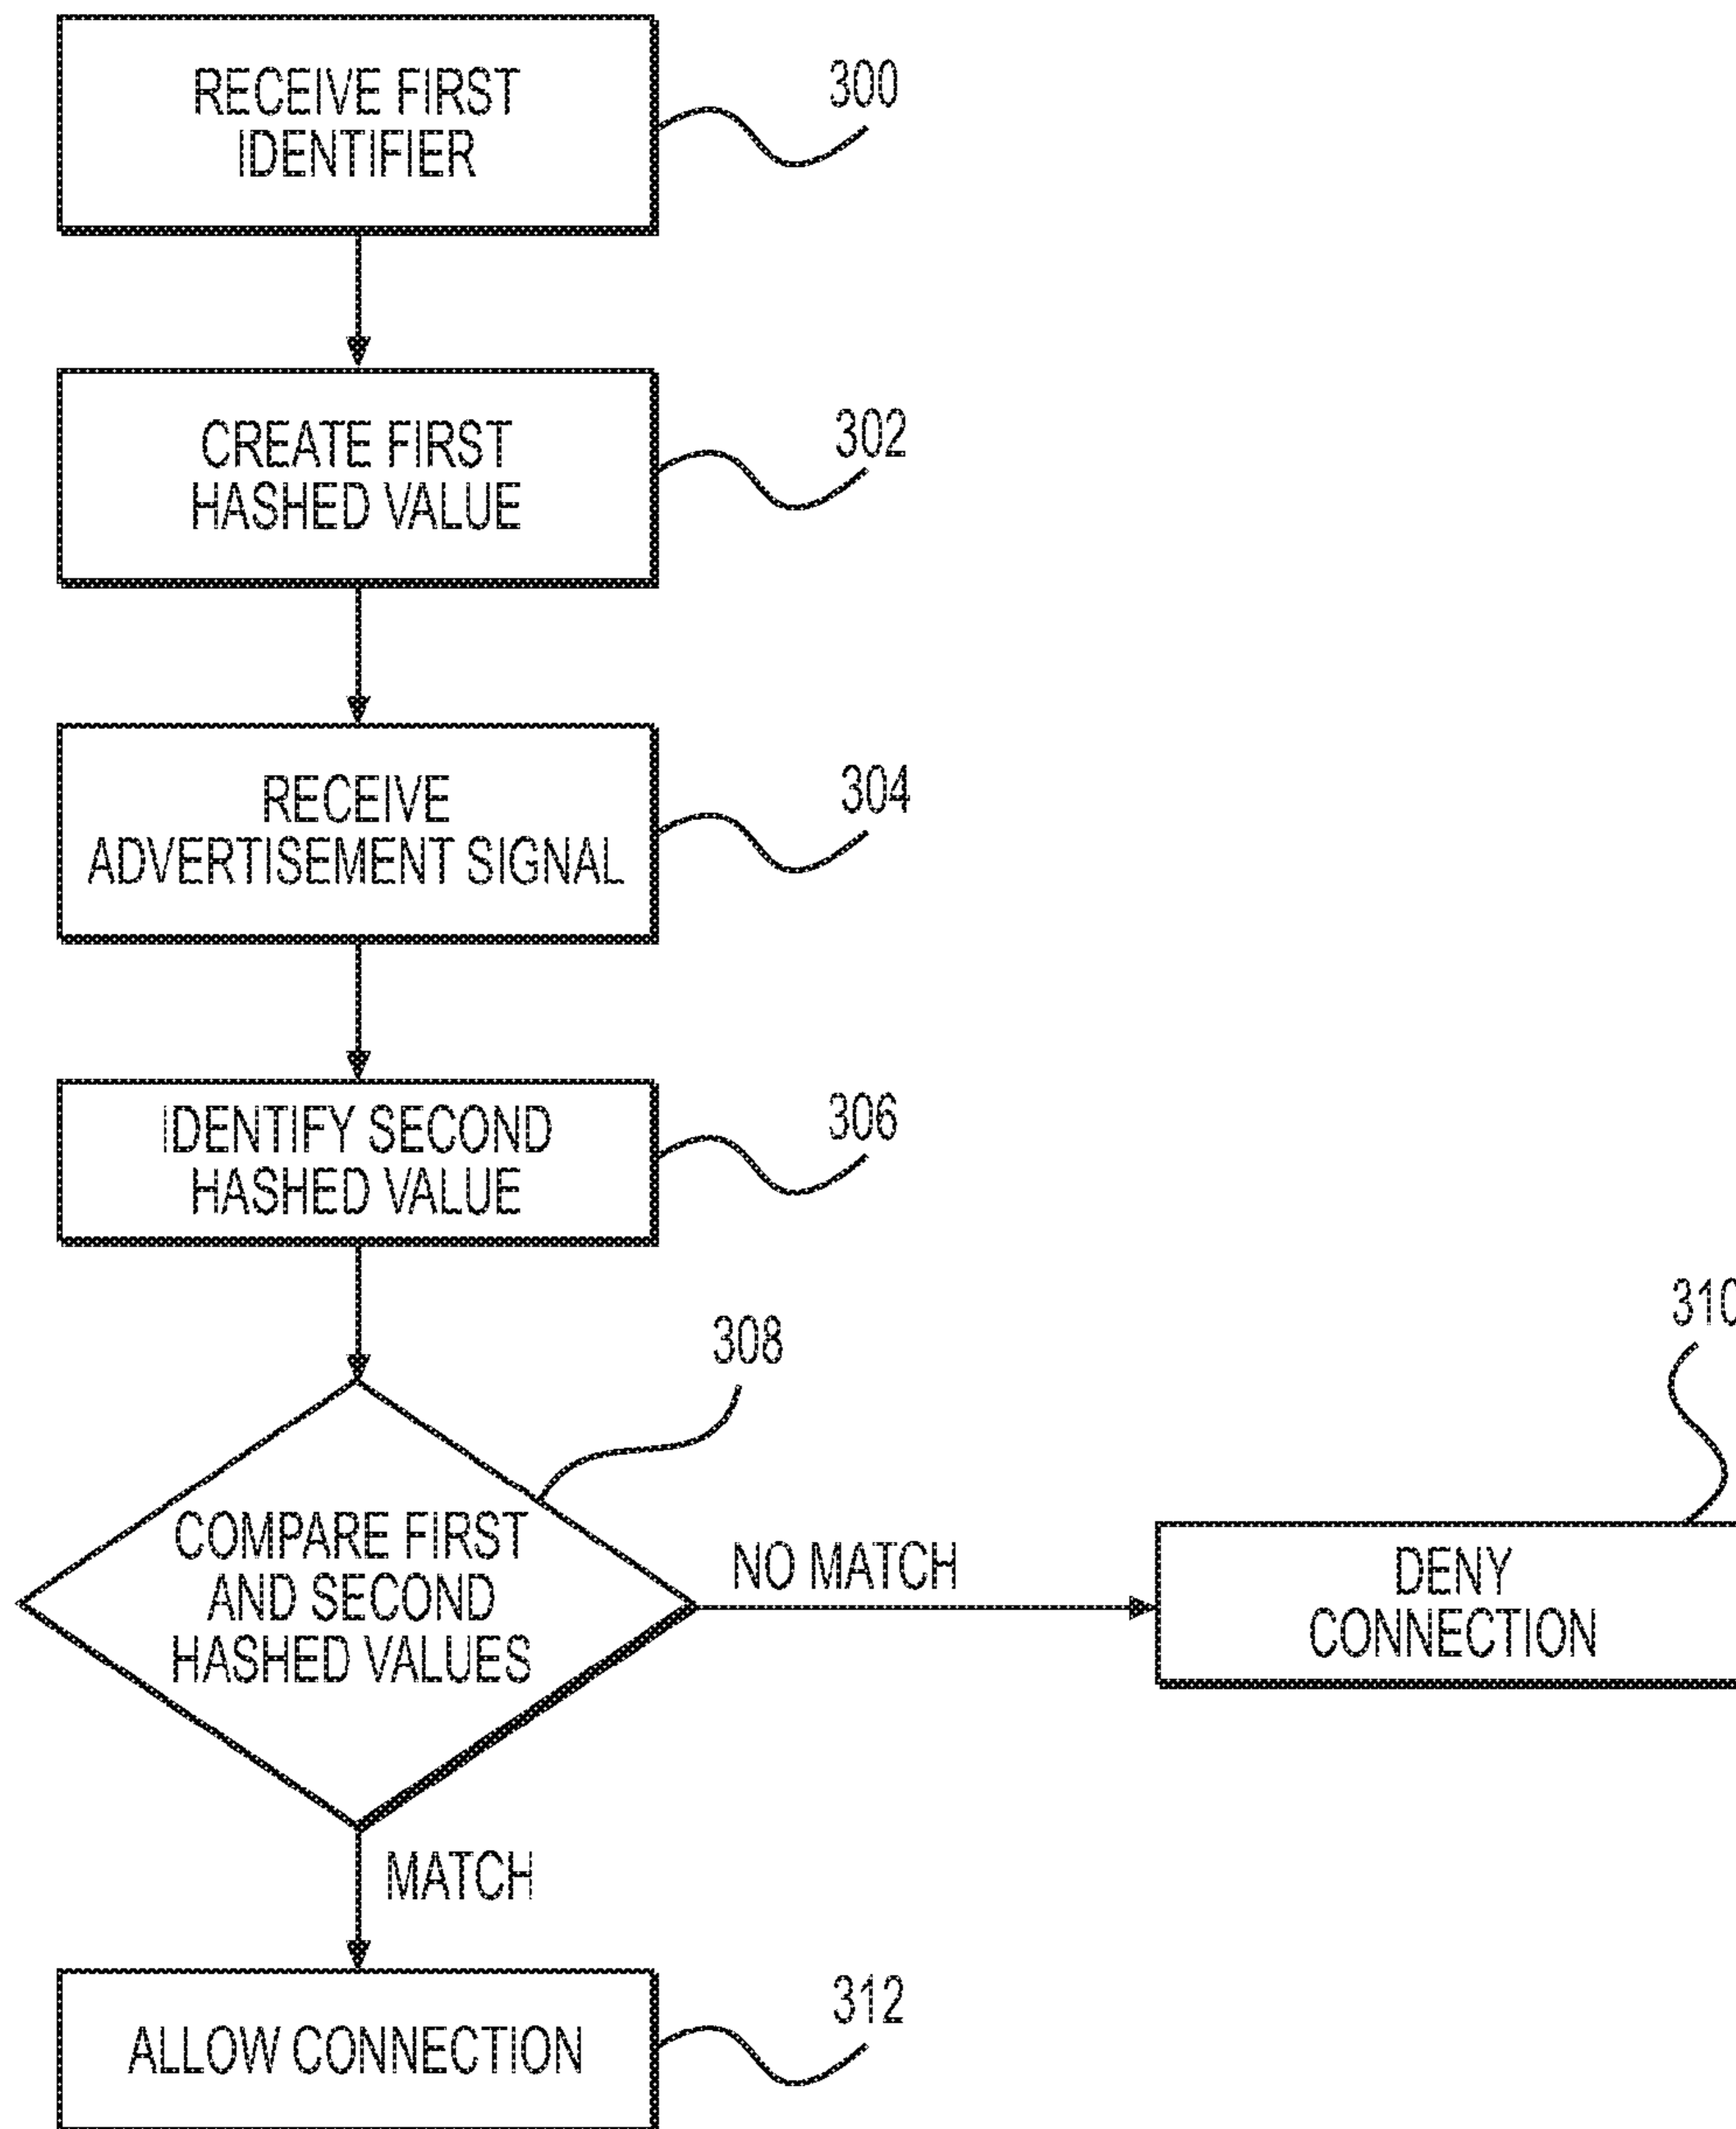 RECEIVE FIRST
IDENTIFIER
300
CREATE FIRST
HASHED VALUE
302
RECEIVE
ADVERTISEMENT SIGNAL
304
IDENTIFY SECOND
HASHED VALUE
306
308
310
COMPARE FIRST
AND SECOND
HASHED VALUES
NO MATCH
DENY
CONNECTION
MATCH
ALLOW CONNECTION
312